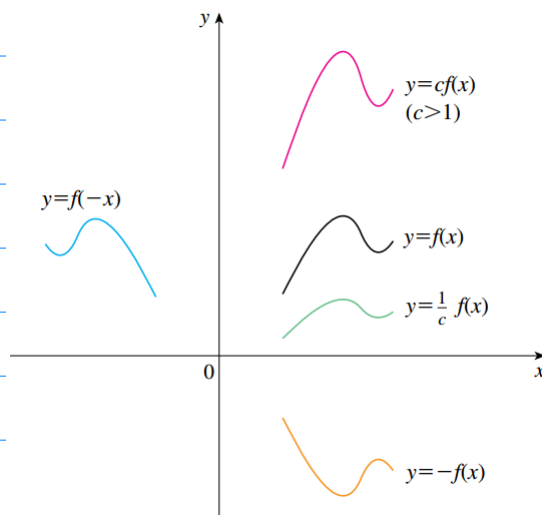 y
y=cf(x)
(c>1)
y=f(−x)
y=f(x)
y=1/c f(x)
0
x
y=−f(x)